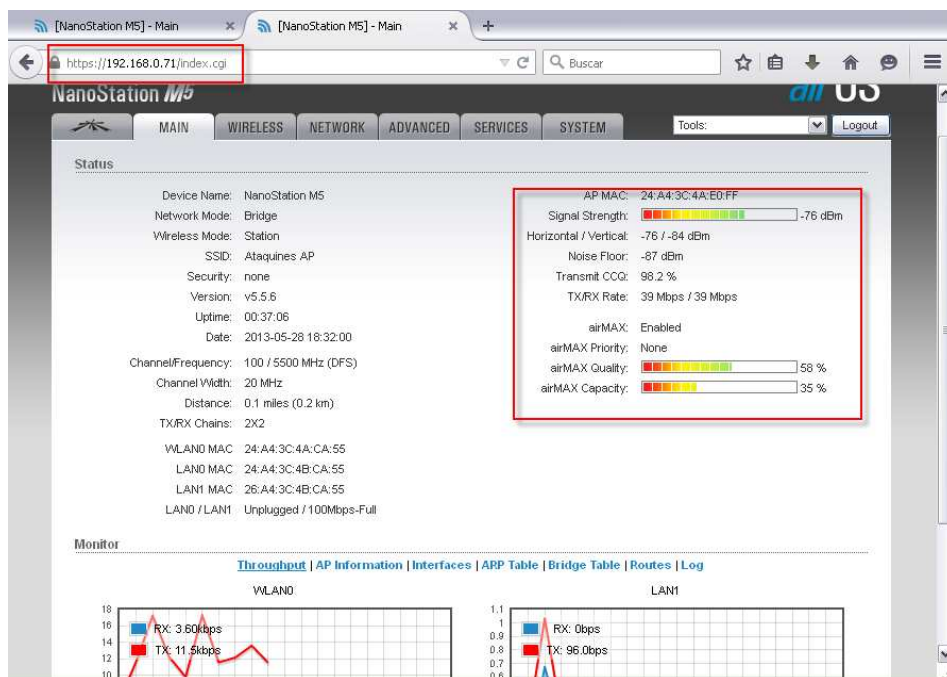 [NanoStation M5] - Main
[NanoStation M5] - Main
https://192.168.0.71/index.cgi
Buscar
NanoStation M5
air OS
MAIN WIRELESS NETWORK ADVANCED SERVICES SYSTEM Tools: Logout
Status
Device Name: NanoStation M5
Network Mode: Bridge
Wireless Mode: Station
SSID: Ataquines AP
Security: none
Version: v5.5.6
Uptime: 00:37:06
Date: 2013-05-28 18:32:00
Channel/Frequency: 100 / 5500 MHz (DFS)
Channel Width: 20 MHz
Distance: 0.1 miles (0.2 km)
TX/RX Chains: 2X2
WLAN0 MAC 24:A4:3C:4A:CA:55
LAN0 MAC 24:A4:3C:4B:CA:55
LAN1 MAC 26:A4:3C:4B:CA:55
LAN0 / LAN1 Unplugged / 100Mbps-Full
AP MAC: 24:A4:3C:4A:E0:FF
Signal Strength: -76 dBm
Horizontal / Vertical: -76 / -84 dBm
Noise Floor: -87 dBm
Transmit CCQ: 98.2 %
TX/RX Rate: 39 Mbps / 39 Mbps
airMAX: Enabled
airMAX Priority: None
airMAX Quality: 58 %
airMAX Capacity: 35 %
Monitor
Throughput | AP Information | Interfaces | ARP Table | Bridge Table | Routes | Log
WLAN0
18
16
14
12
10
RX: 3.60kbps
TX: 11.5kbps
LAN1
1.1
1
0.9
0.8
0.7
0.6
RX: 0bps
TX: 96.0bps